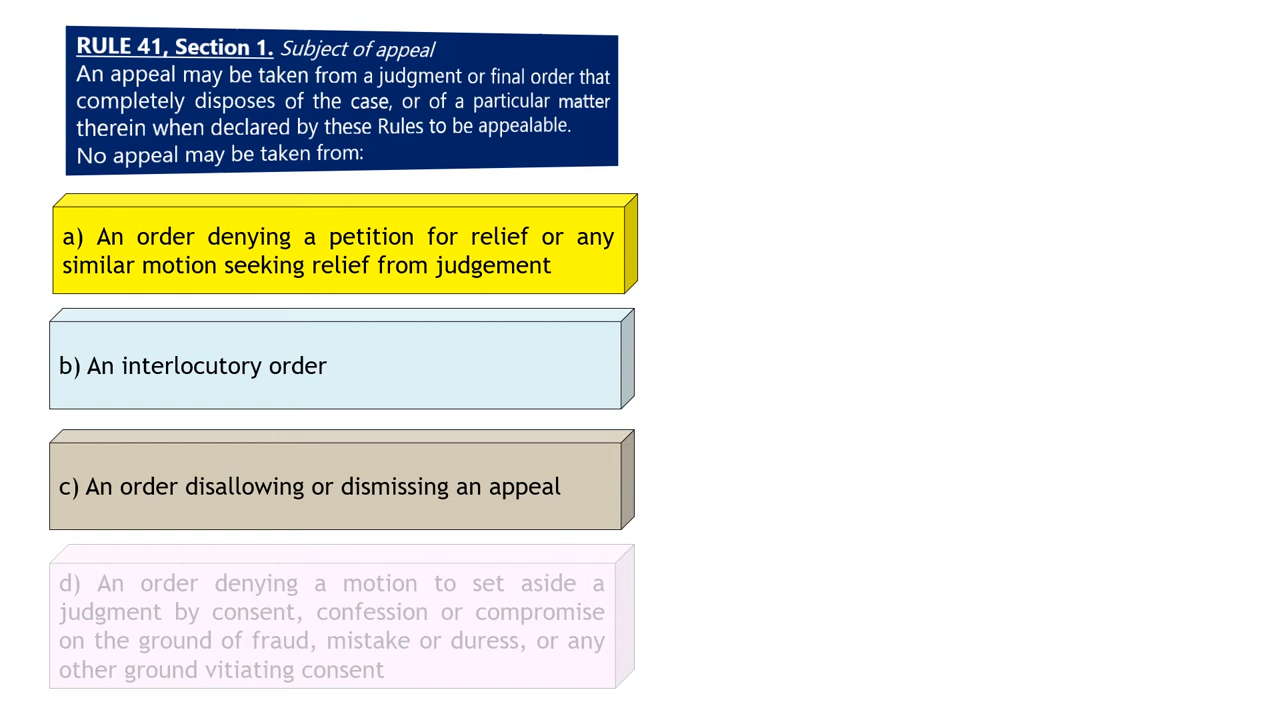 RULE 41, Section 1. Subject of appeal
An appeal may be taken from a judgment or final order that
completely disposes of the case, or of a particular matter
therein when declared by these Rules to be appealable.
No appeal may be taken from:
a) An order denying a petition for relief or any
similar motion seeking relief from judgement
b) An interlocutory order
c) An order disallowing or dismissing an appeal
d) An order denying a motion to set aside a
judgment by consent, confession or compromise
on the ground of fraud, mistake or duress, or any
other ground vitiating consent